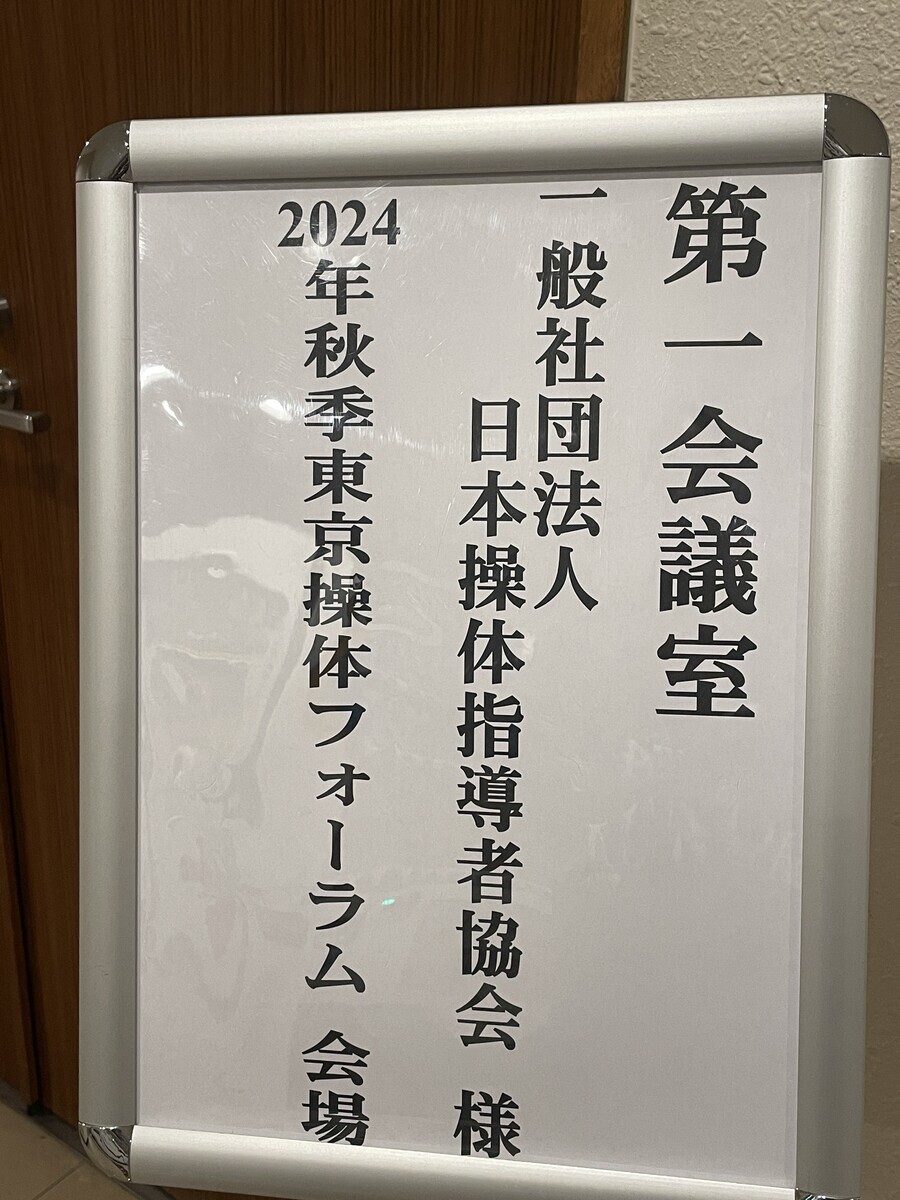 第一会議室
一般社団法人
日本操体指導者協会 様
2024年秋季東京操体フォーラム 会場